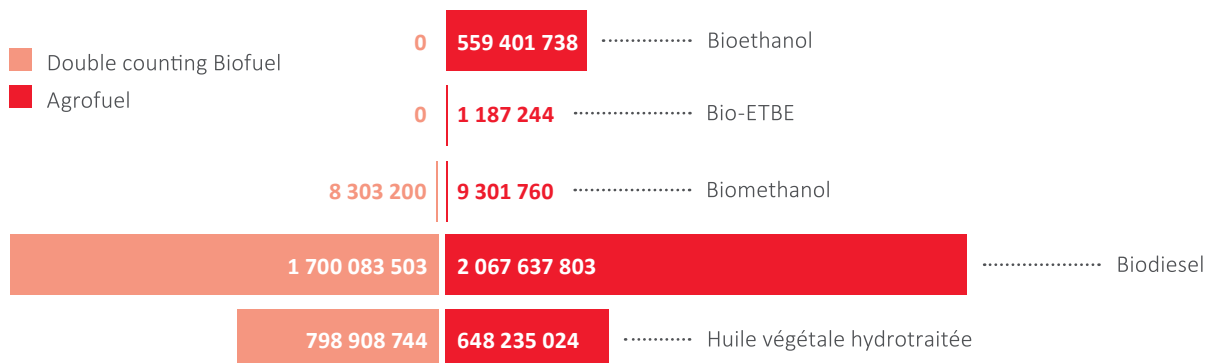 Double counting Biofuel
Agrofuel
0 559 401 738 Bioethanol
0 1 187 244 Bio-ETBE
8 303 200 9 301 760 Biomethanol
1 700 083 503 2 067 637 803 Biodiesel
798 908 744 648 235 024 Huile végétale hydrotraitée